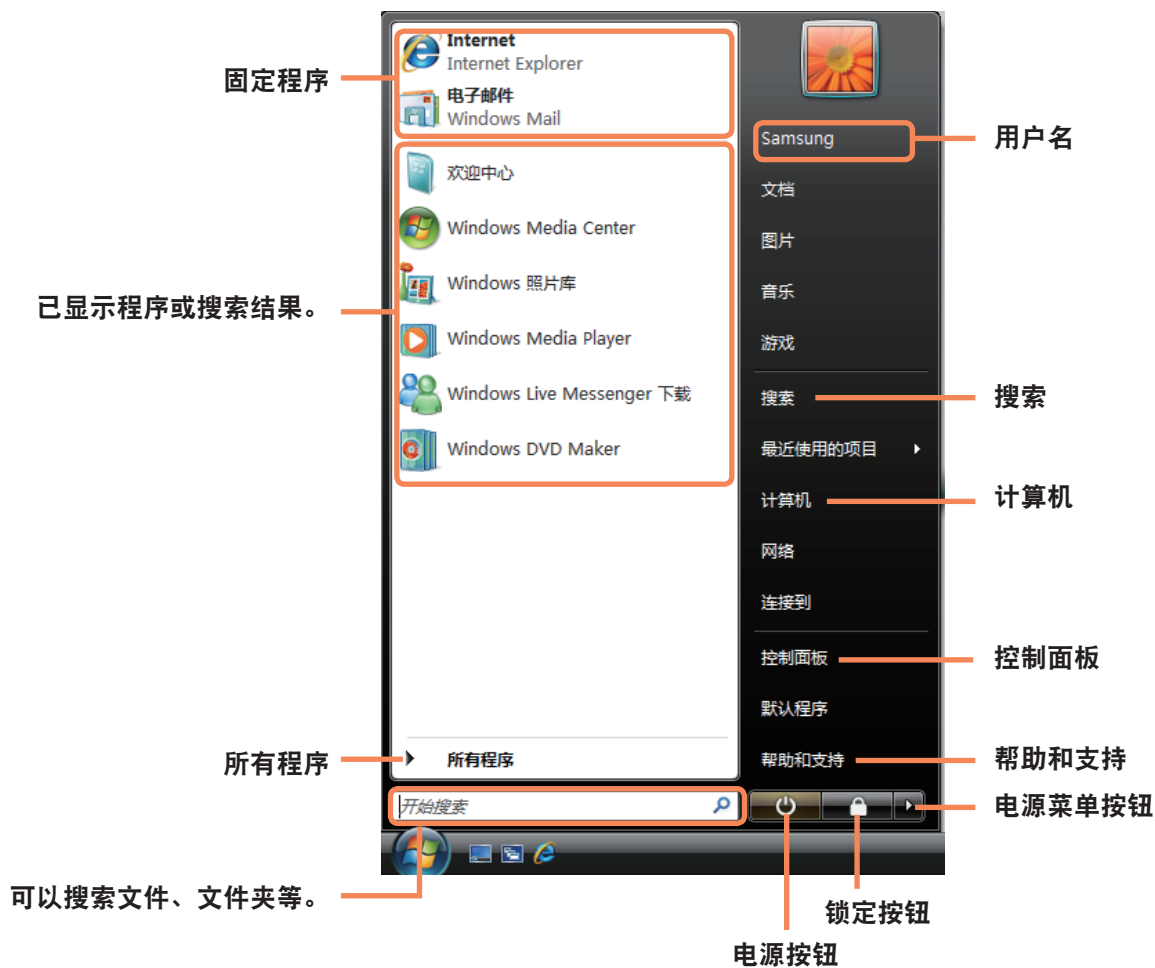 固定程序
已显示程序或搜索结果。
所有程序
可以搜索文件、文件夹等。
Internet
Internet Explorer
电子邮件
Windows Mail
欢迎中心
Windows Media Center
Windows 照片库
Windows Media Player
Windows Live Messenger 下载
Windows DVD Maker
所有程序
开始搜索
Samsung
文档
图片
音乐
游戏
搜索
最近使用的项目
计算机
网络
连接到
控制面板
默认程序
帮助和支持
用户名
搜索
计算机
控制面板
帮助和支持
电源菜单按钮
锁定按钮
电源按钮